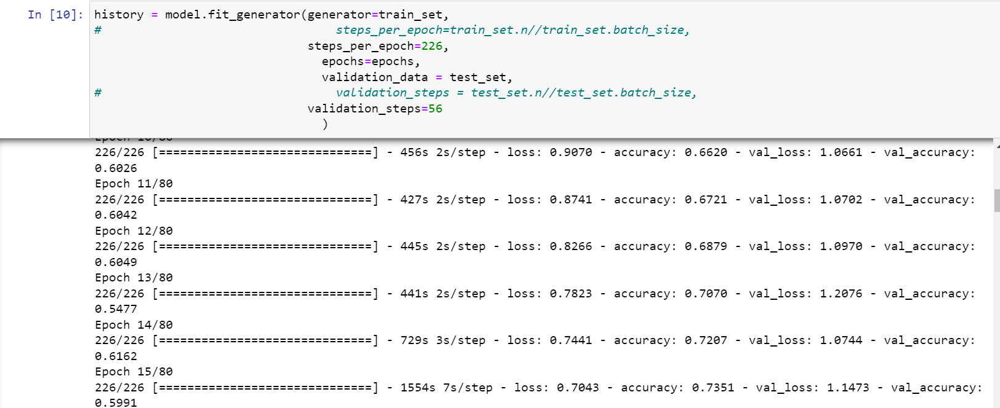 In [10]: history = model.fit_generator(generator=train_set,
# steps_per_epoch=train_set.n//train_set.batch_size,
steps_per_epoch=226,
epochs=epochs,
validation_data = test_set,
# validation_steps = test_set.n//test_set.batch_size,
validation_steps=56
)
Epoch 10/80
226/226 [==============================] - 456s 2s/step - loss: 0.9070 - accuracy: 0.6620 - val_loss: 1.0661 - val_accuracy:
0.6026
Epoch 11/80
226/226 [==============================] - 427s 2s/step - loss: 0.8741 - accuracy: 0.6721 - val_loss: 1.0702 - val_accuracy:
0.6042
Epoch 12/80
226/226 [==============================] - 445s 2s/step - loss: 0.8266 - accuracy: 0.6879 - val_loss: 1.0970 - val_accuracy:
0.6049
Epoch 13/80
226/226 [==============================] - 441s 2s/step - loss: 0.7823 - accuracy: 0.7070 - val_loss: 1.2076 - val_accuracy:
0.5477
Epoch 14/80
226/226 [==============================] - 729s 3s/step - loss: 0.7441 - accuracy: 0.7207 - val_loss: 1.0744 - val_accuracy:
0.6162
Epoch 15/80
226/226 [==============================] - 1554s 7s/step - loss: 0.7043 - accuracy: 0.7351 - val_loss: 1.1473 - val_accuracy:
0.5991